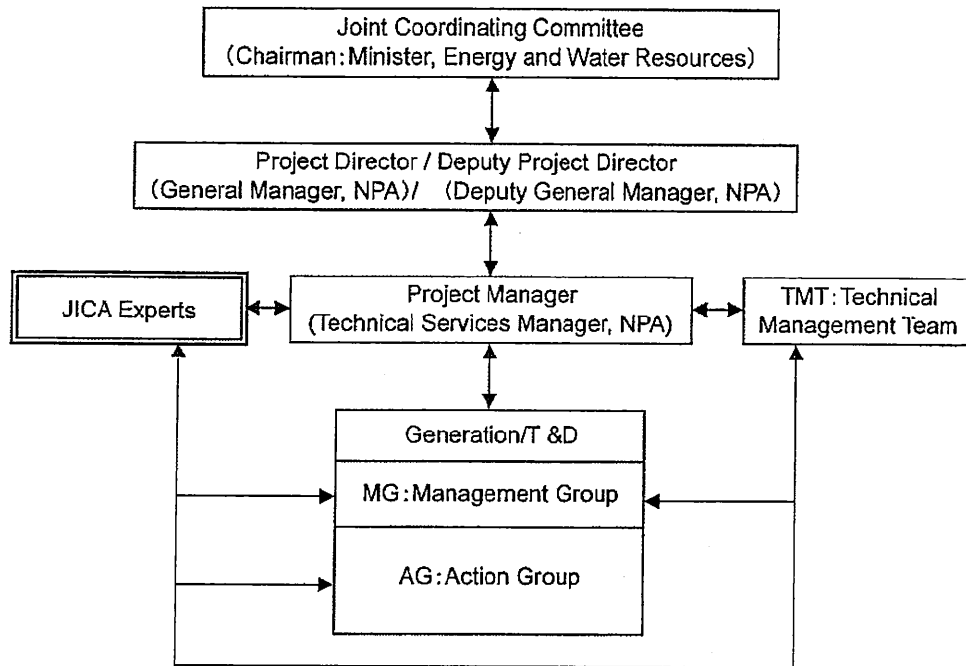 Joint Coordinating Committee
(Chairman:Minister, Energy and Water Resources)
Project Director / Deputy Project Director
(General Manager, NPA)/ (Deputy General Manager, NPA)
JICA Experts
Project Manager
(Technical Services Manager, NPA)
TMT:Technical
Management Team
Generation/T &D
MG:Management Group
AG:Action Group